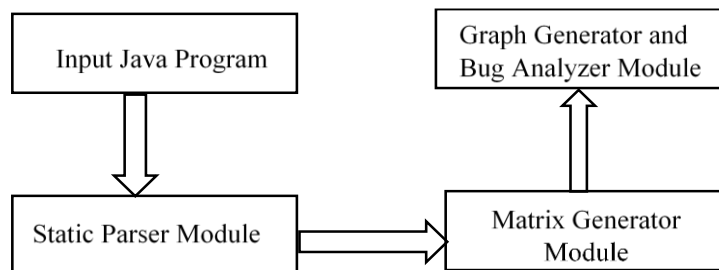 Input Java Program
Graph Generator and
Bug Analyzer Module
Static Parser Module
Matrix Generator
Module